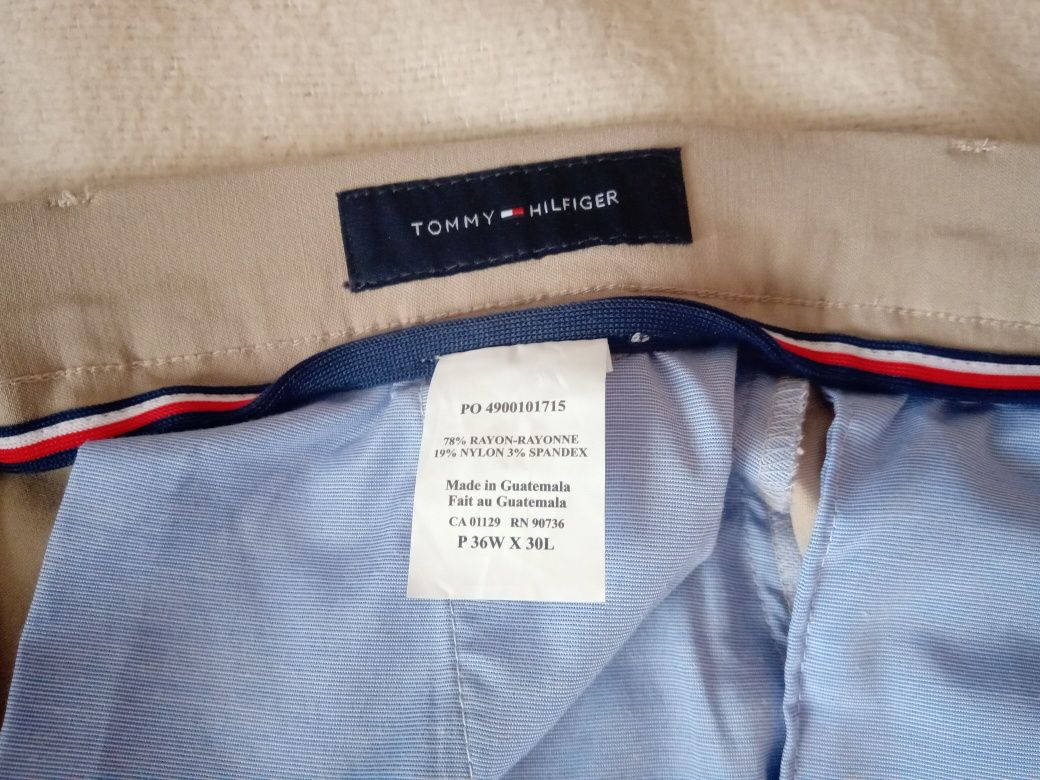 TOMMY HILFIGER
PO 4900101715
78% RAYON-RAYONNE
19% NYLON 3% SPANDEX
Made in Guatemala
Fait au Guatemala
CA 01129 RN 90736
P 36W X 30L